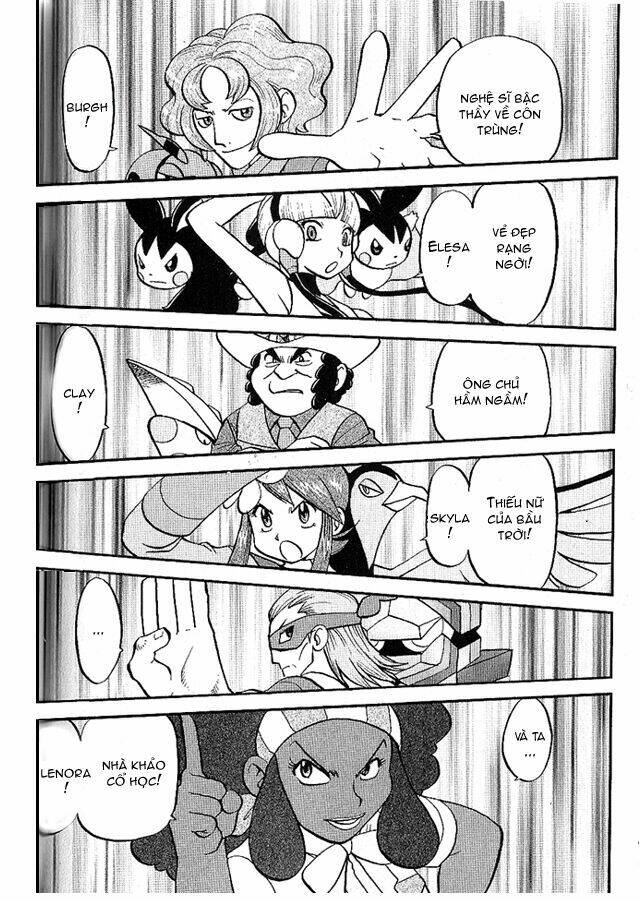 NGHỆ SĨ BẬC
THẦY VỀ CÔN
TRÙNG!
BURGH
!
VẺ ĐẸP
RẠNG
NGỜI!
ELESA
!
ÔNG CHỦ
HẦM NGẦM!
CLAY!
THIẾU NỮ
CỦA BẦU
TRỜI!
SKYLA
!
...
VÀ TA
...
NHÀ KHẢO
CỔ HỌC!
LENORA
!